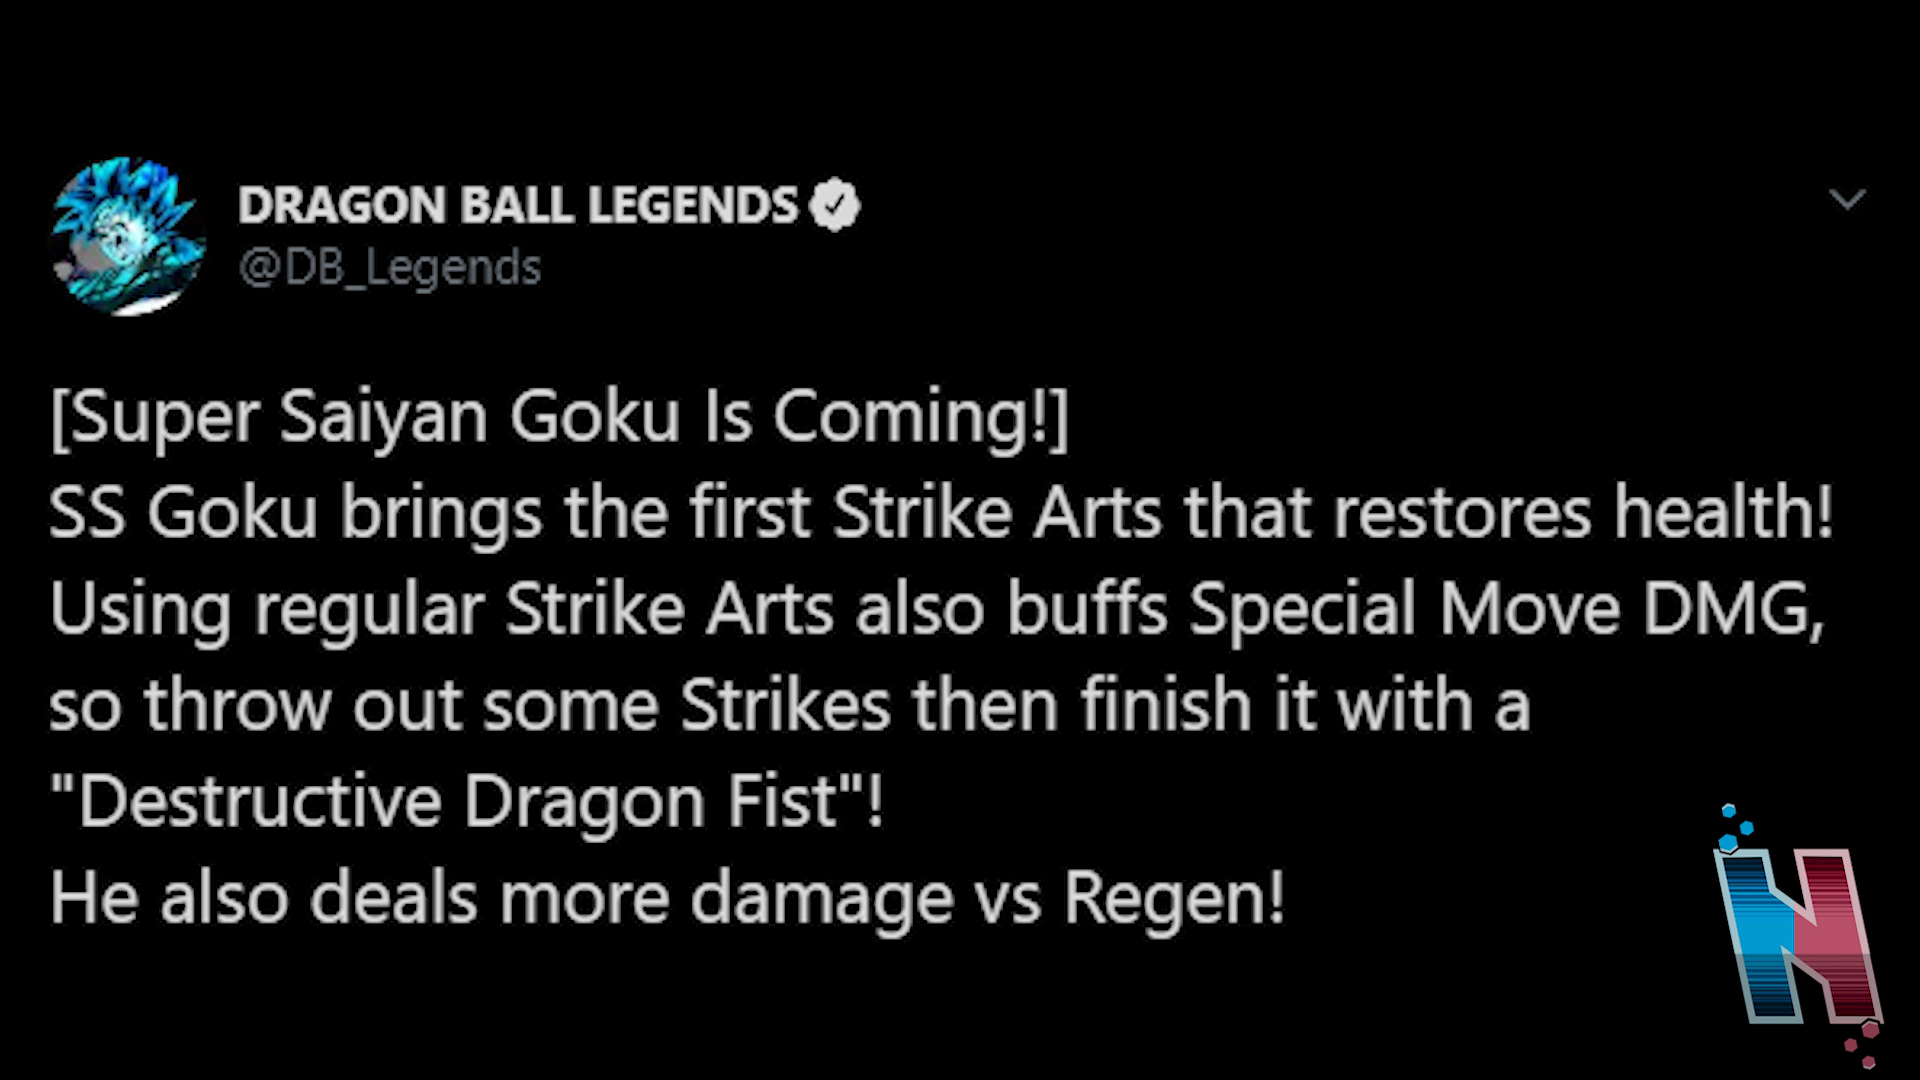 DRAGON BALL LEGENDS
@DB_Legends
[Super Saiyan Goku Is Coming!]
SS Goku brings the first Strike Arts that restores health!
Using regular Strike Arts also buffs Special Move DMG,
so throw out some Strikes then finish it with a
"Destructive Dragon Fist"!
He also deals more damage vs Regen!
N